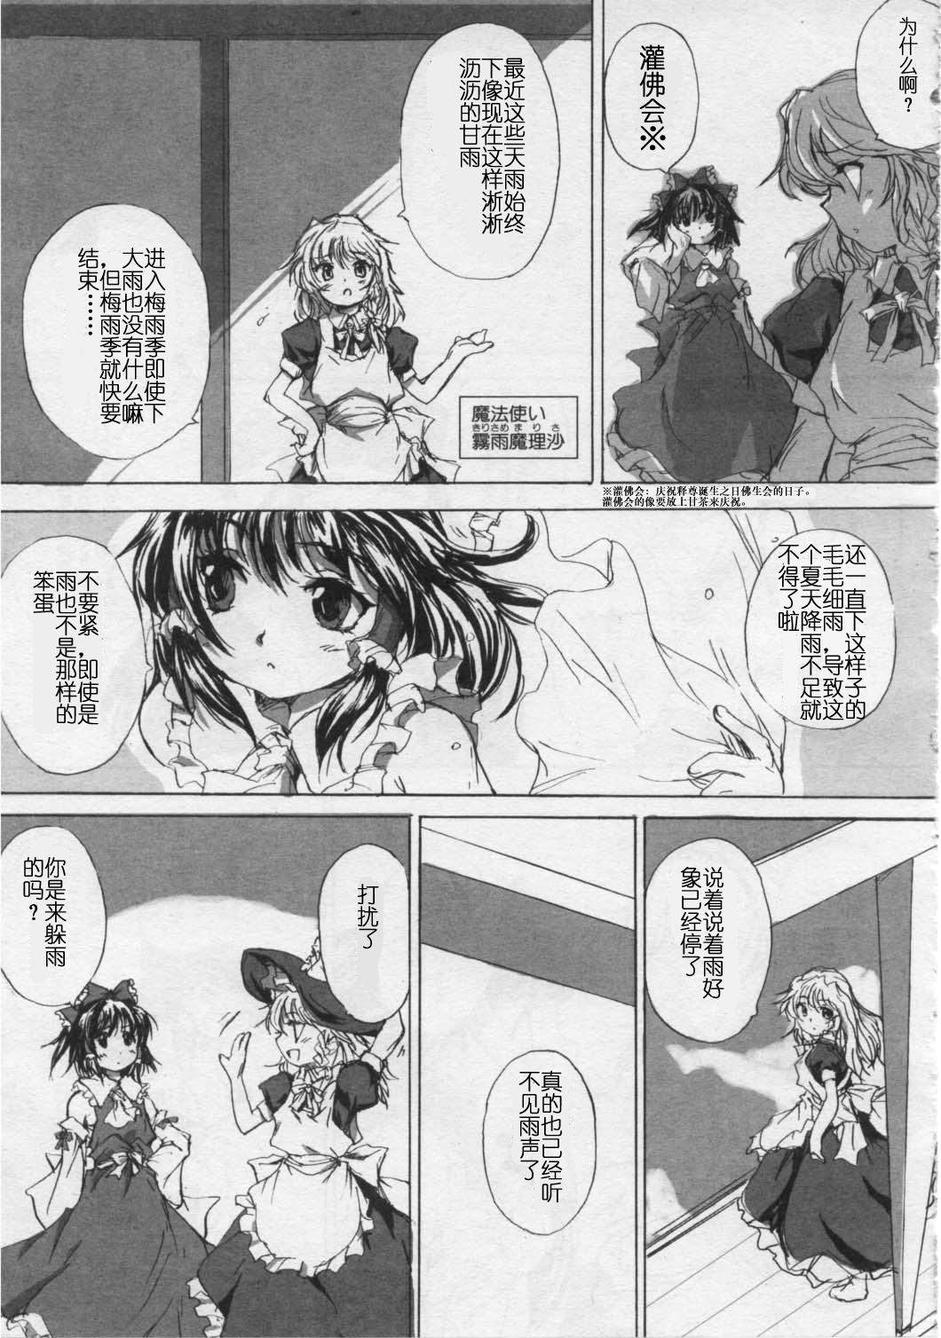 为什么啊?
灌佛会※
※灌佛会：庆祝释尊诞生之日佛生会的日子。
灌佛会的像要放上甘茶来庆祝。
最近这些天雨始终
下像现在这样淅淅
沥沥的甘雨
魔法使い
きりさめ まりさ
霧雨魔理沙
进入梅雨季即使下
大雨也没有什么嘛
，但梅雨季就快要
结束……
还一直下这样子的
毛毛细雨，导致这
个夏天降雨不足就
不得了啦
不要紧，即使是
雨也不是那样的
笨蛋
说着说着雨好
象已经停了
真的也已经听
不见雨声了
打扰了
你是来躲雨
的吗?